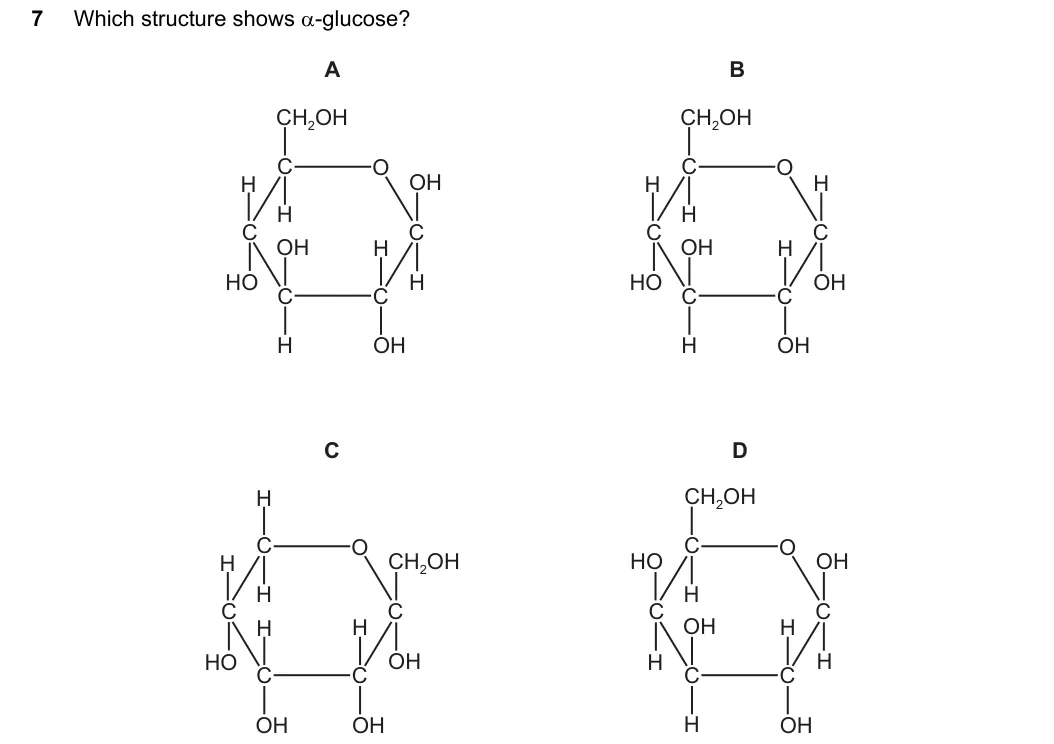 7 Which structure shows α-glucose?
A B
CH2OH CH2OH
C O C O
H OH H H
H H
C C C C
OH H OH H
HO H HO OH
C C C C
H OH H OH
C D
H CH2OH
C O C O
H CH2OH HO OH
H H
C C C C
H H OH H
HO OH H H
C C C C
OH OH H OH